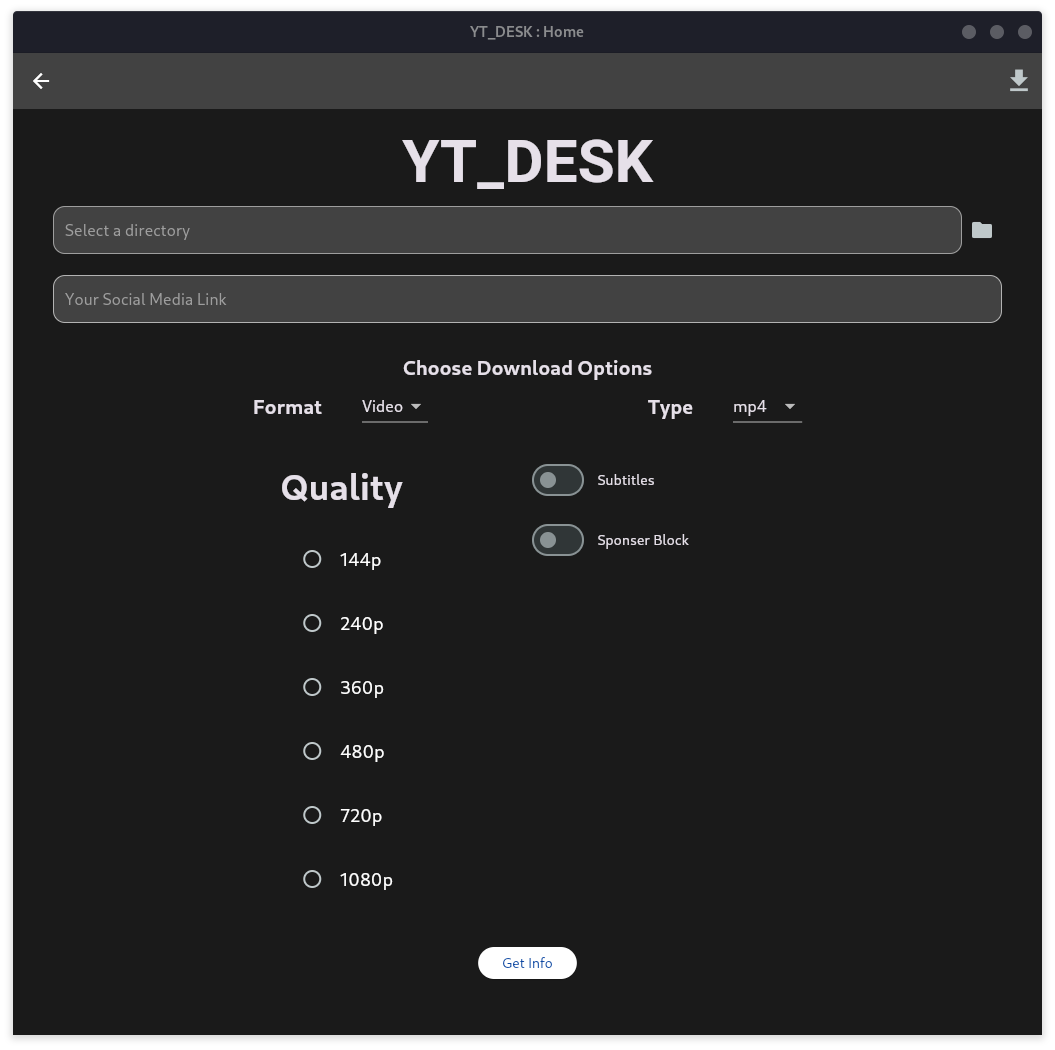 YT_DESK : Home
YT_DESK
Select a directory
Your Social Media Link
Choose Download Options
Format Video Type mp4
Quality
Subtitles
Sponser Block
144p
240p
360p
480p
720p
1080p
Get Info